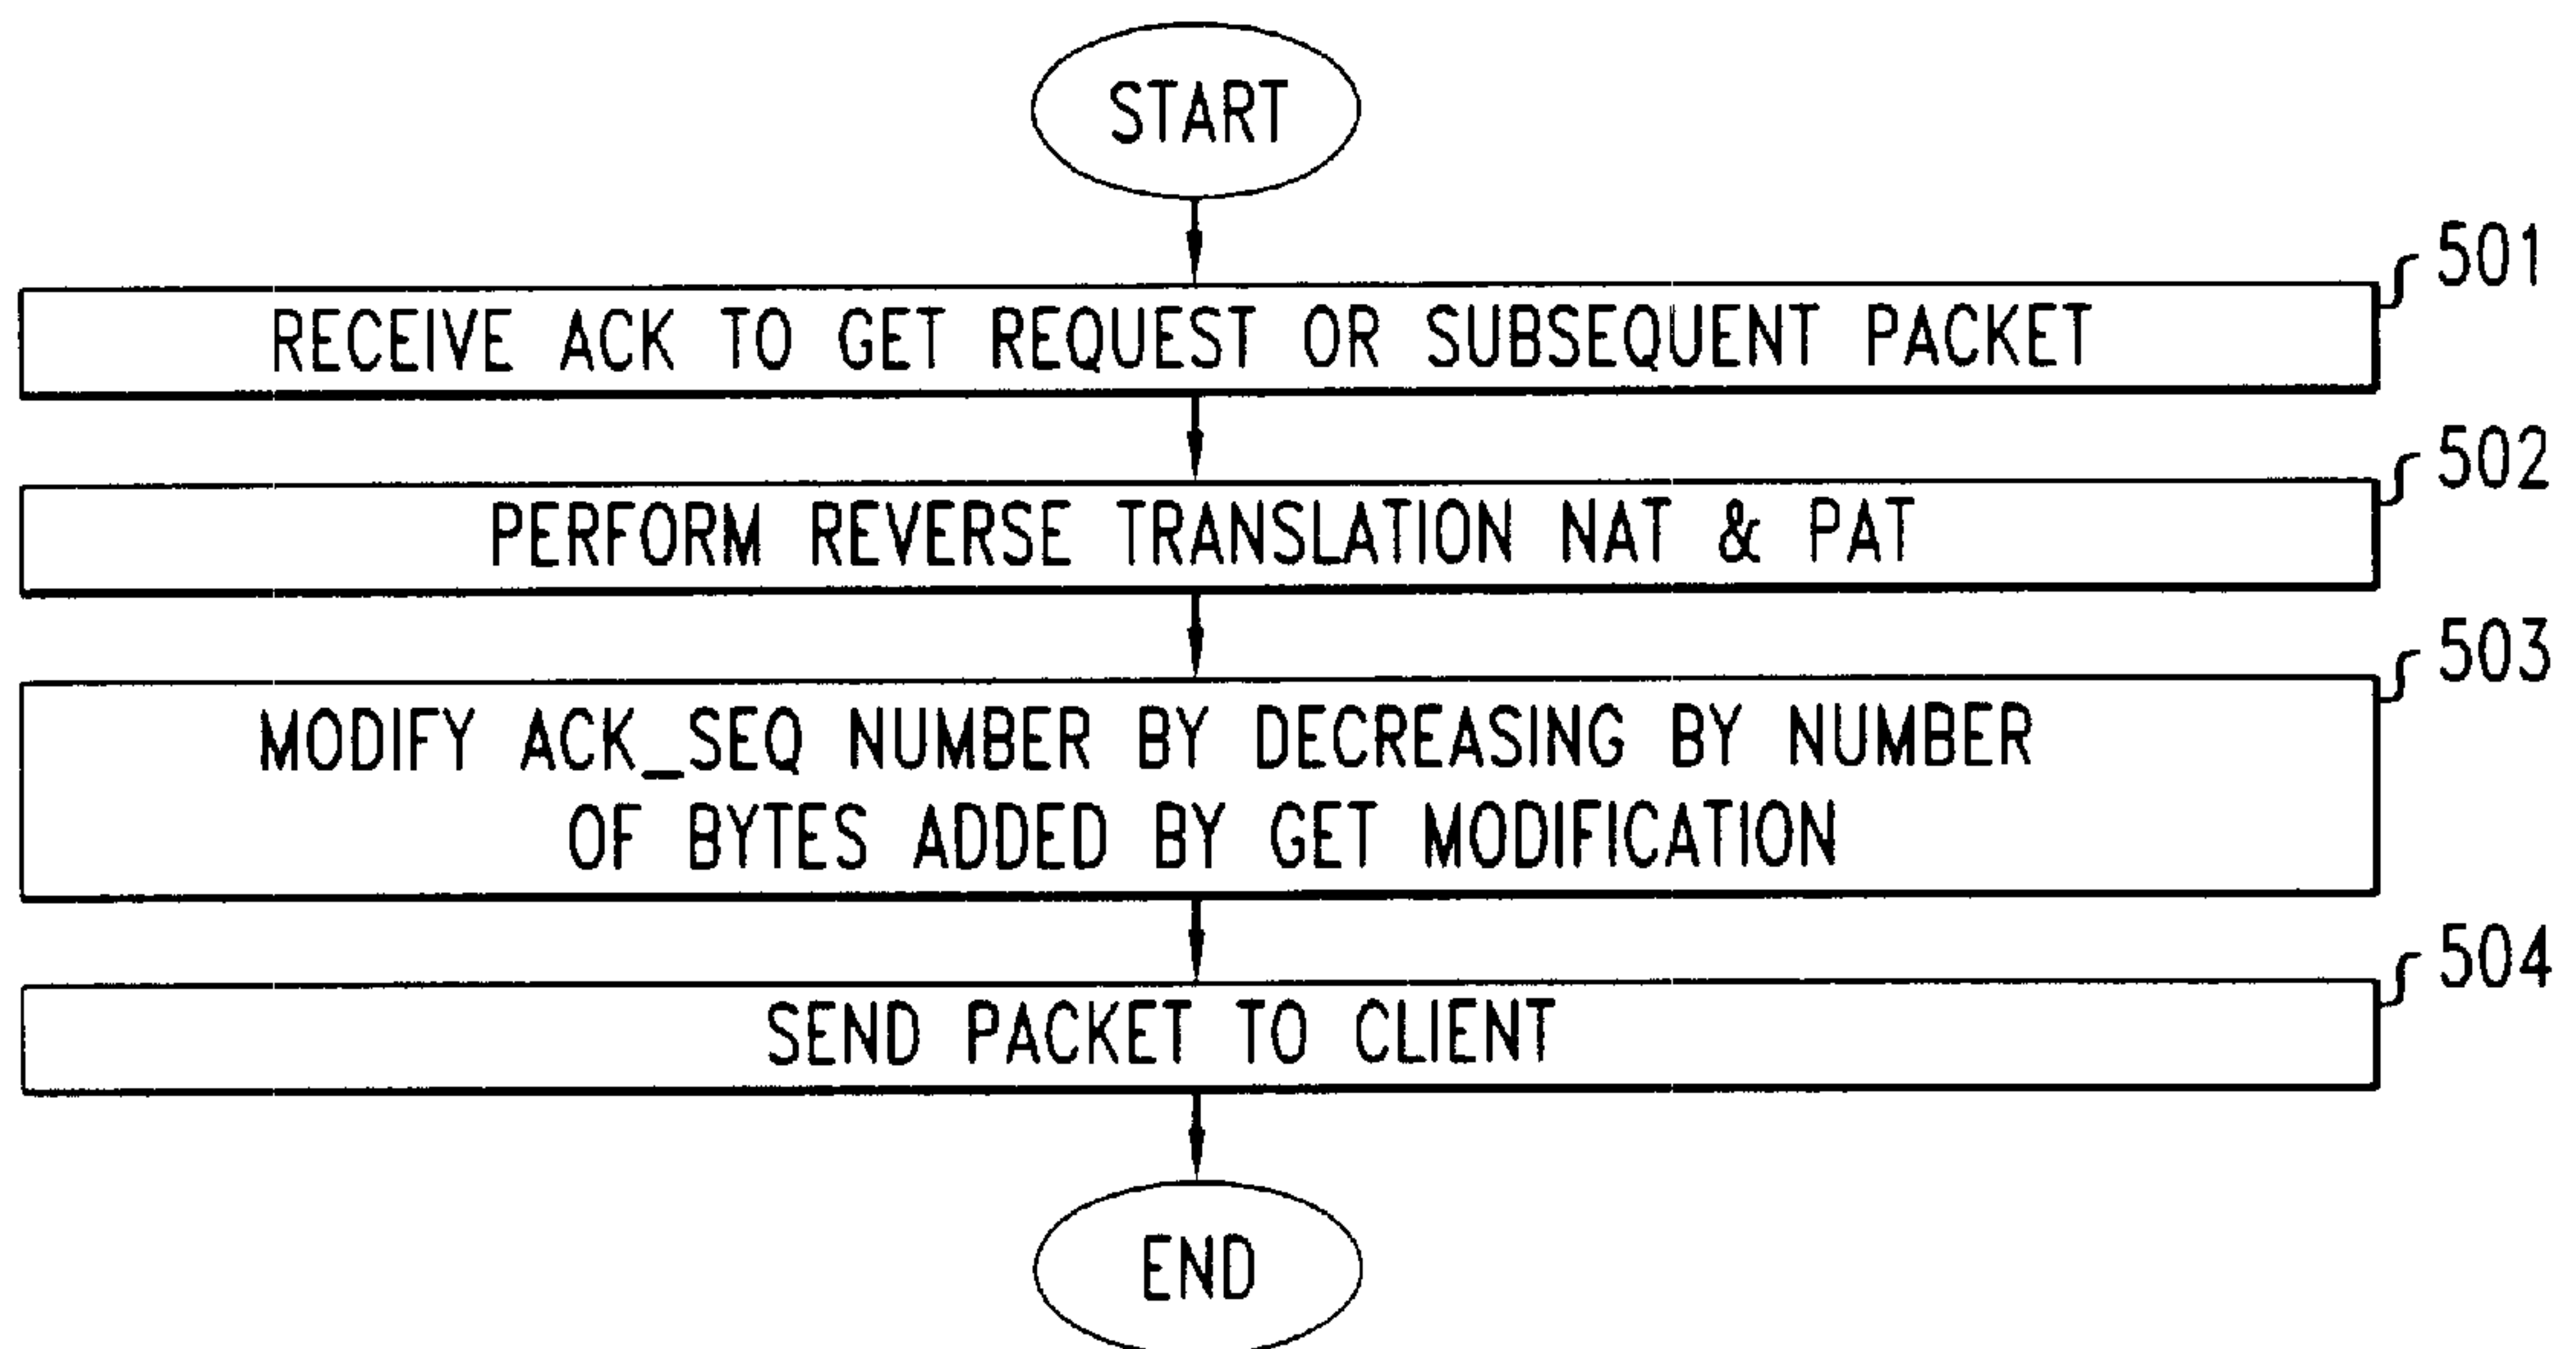 START
501
RECEIVE ACK TO GET REQUEST OR SUBSEQUENT PACKET
502
PERFORM REVERSE TRANSLATION NAT & PAT
503
MODIFY ACK_SEQ NUMBER BY DECREASING BY NUMBER
OF BYTES ADDED BY GET MODIFICATION
504
SEND PACKET TO CLIENT
END